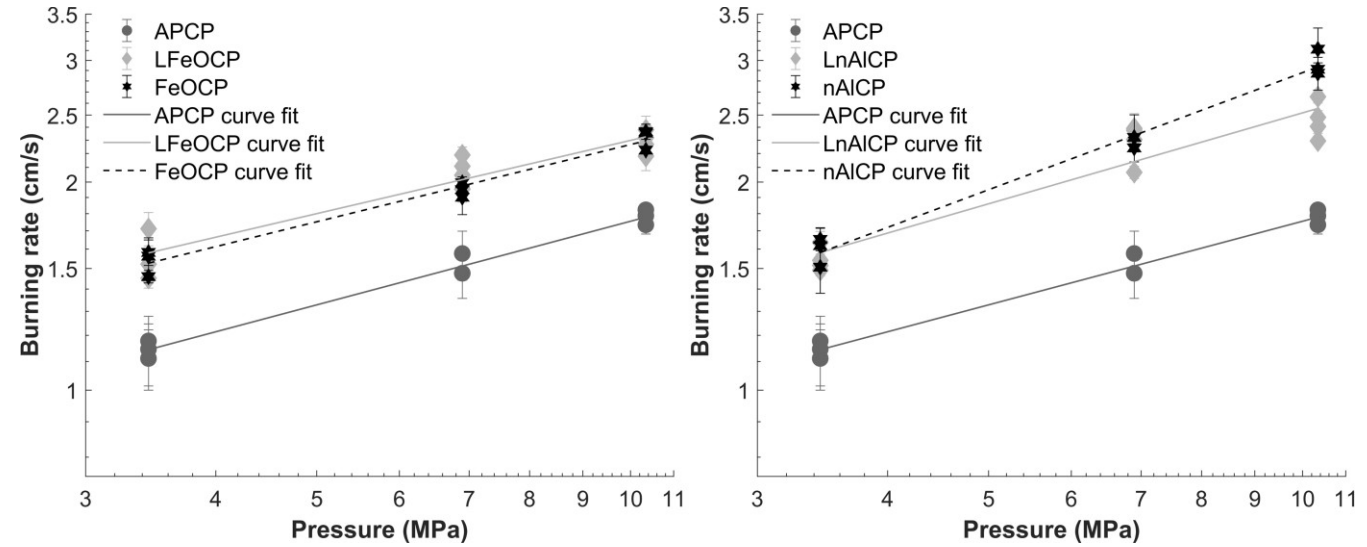 3.5
3
2.5
2
1.5
1
Burning rate (cm/s)
APCP
LFeOCP
FeOCP
APCP curve fit
LFeOCP curve fit
FeOCP curve fit
3 4 5 6 7 8 9 10 11
Pressure (MPa)
3.5
3
2.5
2
1.5
1
Burning rate (cm/s)
APCP
LnAlCP
nAlCP
APCP curve fit
LnAlCP curve fit
nAlCP curve fit
3 4 5 6 7 8 9 10 11
Pressure (MPa)